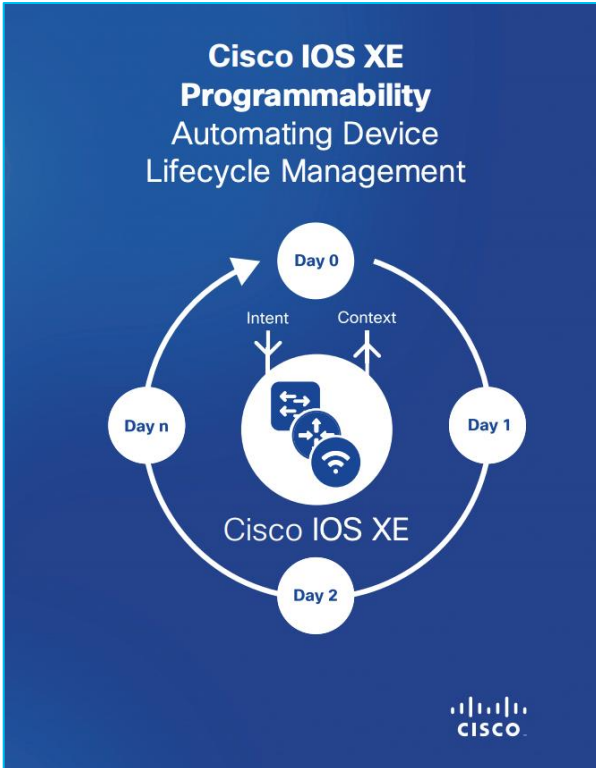 Cisco IOS XE
Programmability
Automating Device
Lifecycle Management
Day 0
Intent Context
Day n
Day 1
Cisco IOS XE
Day 2
CISCO